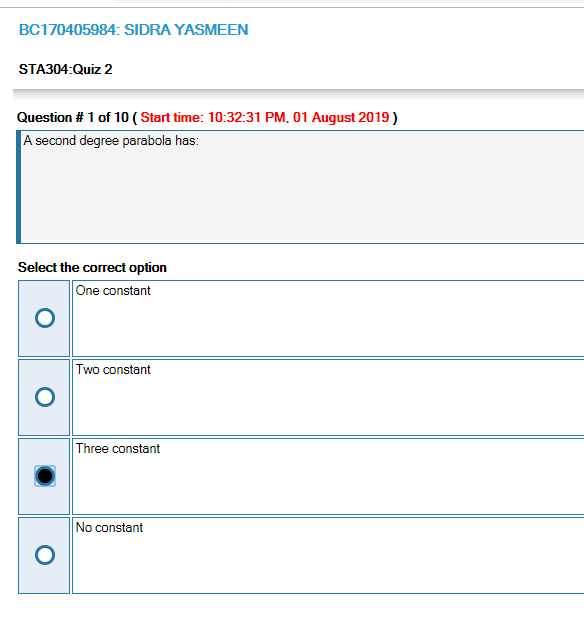 BC170405984: SIDRA YASMEEN
STA304:Quiz 2
Question # 1 of 10 ( Start time: 10:32:31 PM, 01 August 2019 )
A second degree parabola has:
Select the correct option
One constant
Two constant
Three constant
No constant